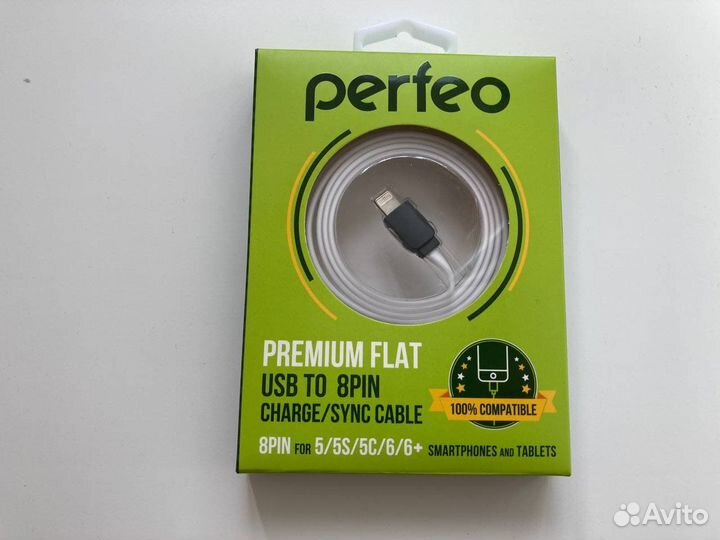 perfeo
PREMIUM FLAT
USB TO 8PIN
CHARGE/SYNC CABLE
100% COMPATIBLE
8PIN FOR 5/5S/5C/6/6+ SMARTPHONES AND TABLETS
Avito